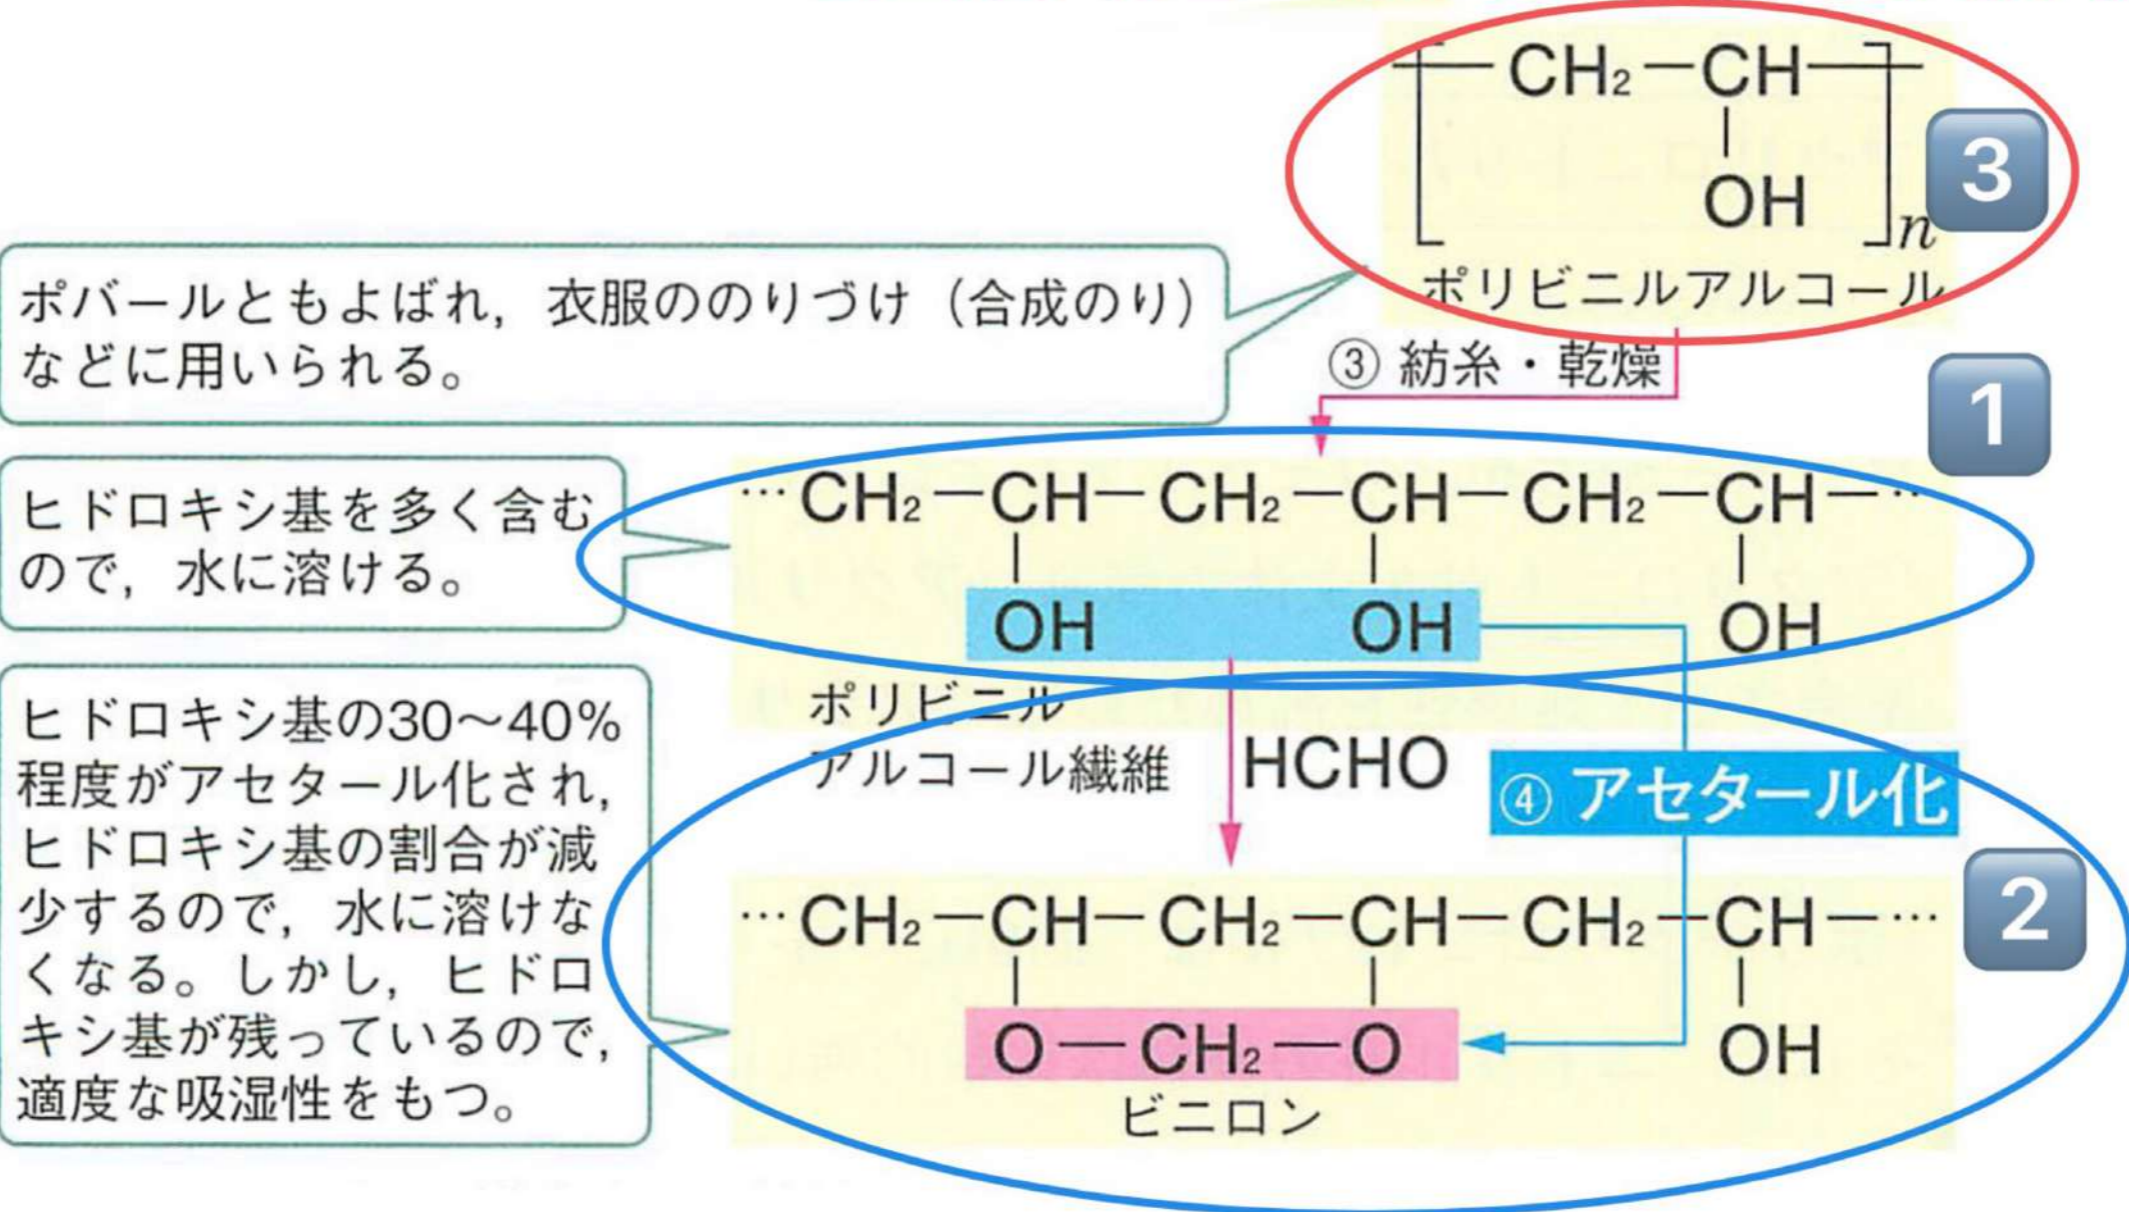 CH₂—CH
OH
n
3
ポリビニルアルコール
ポバールともよばれ，衣服ののりづけ（合成のり）
などに用いられる。
③ 紡糸・乾燥
1
ヒドロキシ基を多く含む
ので，水に溶ける。
…CH₂—CH—CH₂—CH—CH₂—CH—…
OH OH OH
ポリビニル
アルコール繊維
HCHO
④ アセタール化
ヒドロキシ基の30〜40%
程度がアセタール化され，
ヒドロキシ基の割合が減
少するので，水に溶けな
くなる。しかし，ヒドロ
キシ基が残っているので，
適度な吸湿性をもつ。
2
…CH₂—CH—CH₂—CH—CH₂—CH—…
O—CH₂—O OH
ビニロン